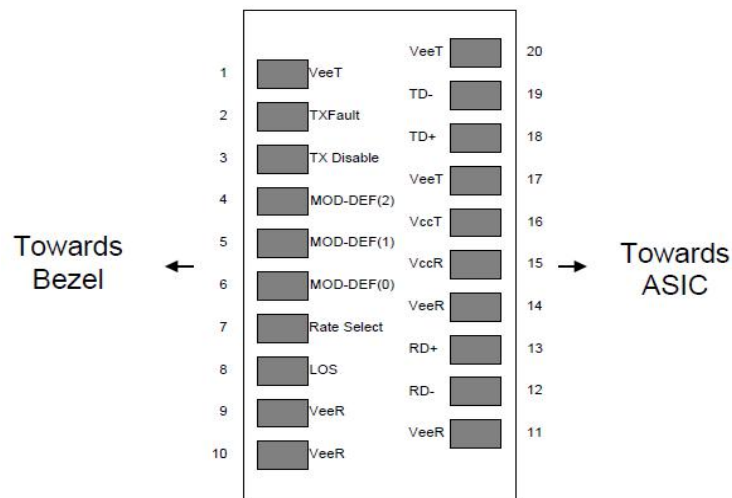 1 VeeT
2 TXFault
3 TX Disable
4 MOD-DEF(2)
5 MOD-DEF(1)
6 MOD-DEF(0)
7 Rate Select
8 LOS
9 VeeR
10 VeeR
VeeT 20
TD- 19
TD+ 18
VeeT 17
VccT 16
VccR 15
VeeR 14
RD+ 13
RD- 12
VeeR 11
Towards
Bezel
Towards
ASIC